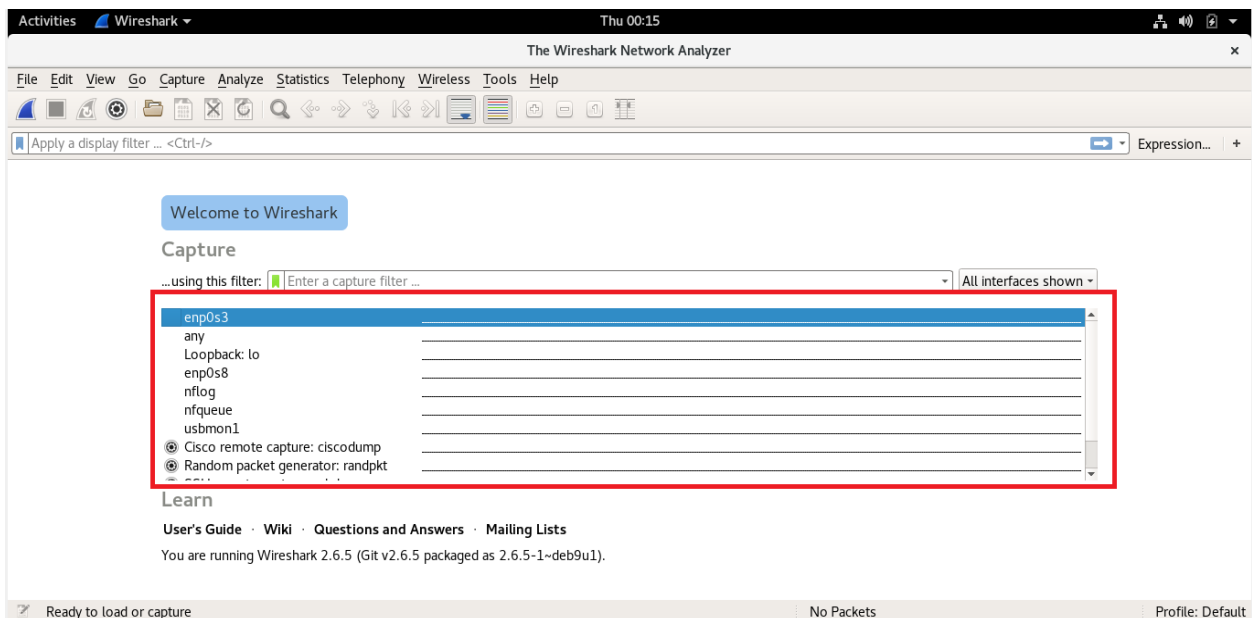 Activities Wireshark Thu 00:15
The Wireshark Network Analyzer
File Edit View Go Capture Analyze Statistics Telephony Wireless Tools Help
Apply a display filter ... <Ctrl-/> Expression... +
Welcome to Wireshark
Capture
...using this filter: Enter a capture filter ... All interfaces shown
enp0s3
any
Loopback: lo
enp0s8
nflog
nfqueue
usbmon1
Cisco remote capture: ciscodump
Random packet generator: randpkt
Learn
User's Guide · Wiki · Questions and Answers · Mailing Lists
You are running Wireshark 2.6.5 (Git v2.6.5 packaged as 2.6.5-1~deb9u1).
Ready to load or capture No Packets Profile: Default